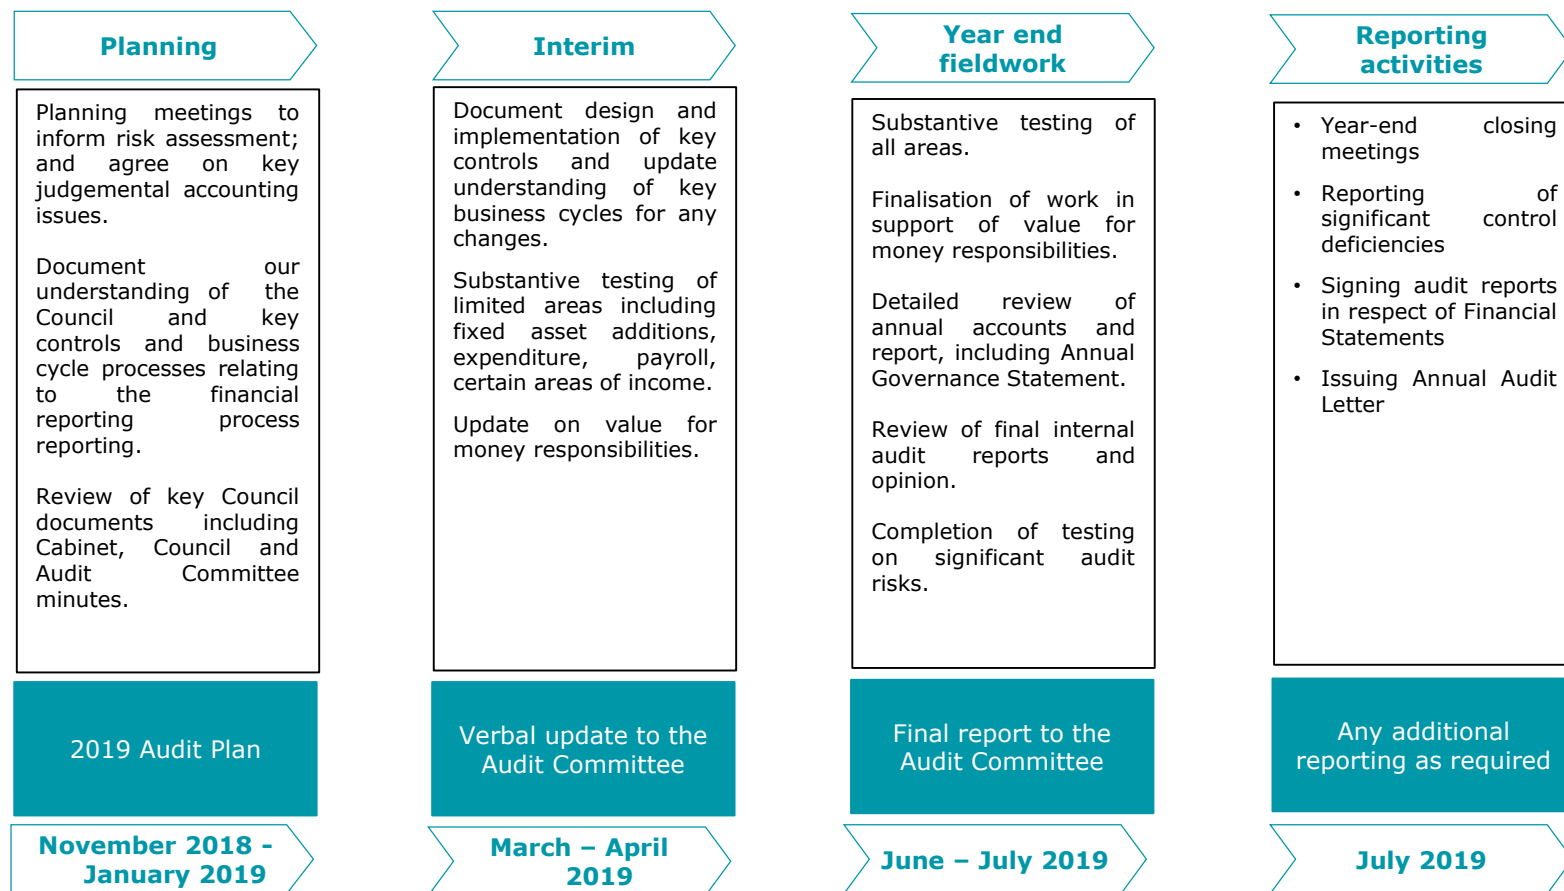 Planning
Planning meetings to
inform risk assessment;
and agree on key
judgemental accounting
issues.
Document our
understanding of the
Council and key
controls and business
cycle processes relating
to the financial
reporting process
reporting.
Review of key Council
documents including
Cabinet, Council and
Audit Committee
minutes.
2019 Audit Plan
November 2018 -
January 2019
Interim
Document design and
implementation of key
controls and update
understanding of key
business cycles for any
changes.
Substantive testing of
limited areas including
fixed asset additions,
expenditure, payroll,
certain areas of income.
Update on value for
money responsibilities.
Verbal update to the
Audit Committee
March – April
2019
Year end
fieldwork
Substantive testing of
all areas.
Finalisation of work in
support of value for
money responsibilities.
Detailed review of
annual accounts and
report, including Annual
Governance Statement.
Review of final internal
audit reports and
opinion.
Completion of testing
on significant audit
risks.
Final report to the
Audit Committee
June – July 2019
Reporting
activities
• Year-end closing
meetings
• Reporting of
significant control
deficiencies
• Signing audit reports
in respect of Financial
Statements
• Issuing Annual Audit
Letter
Any additional
reporting as required
July 2019